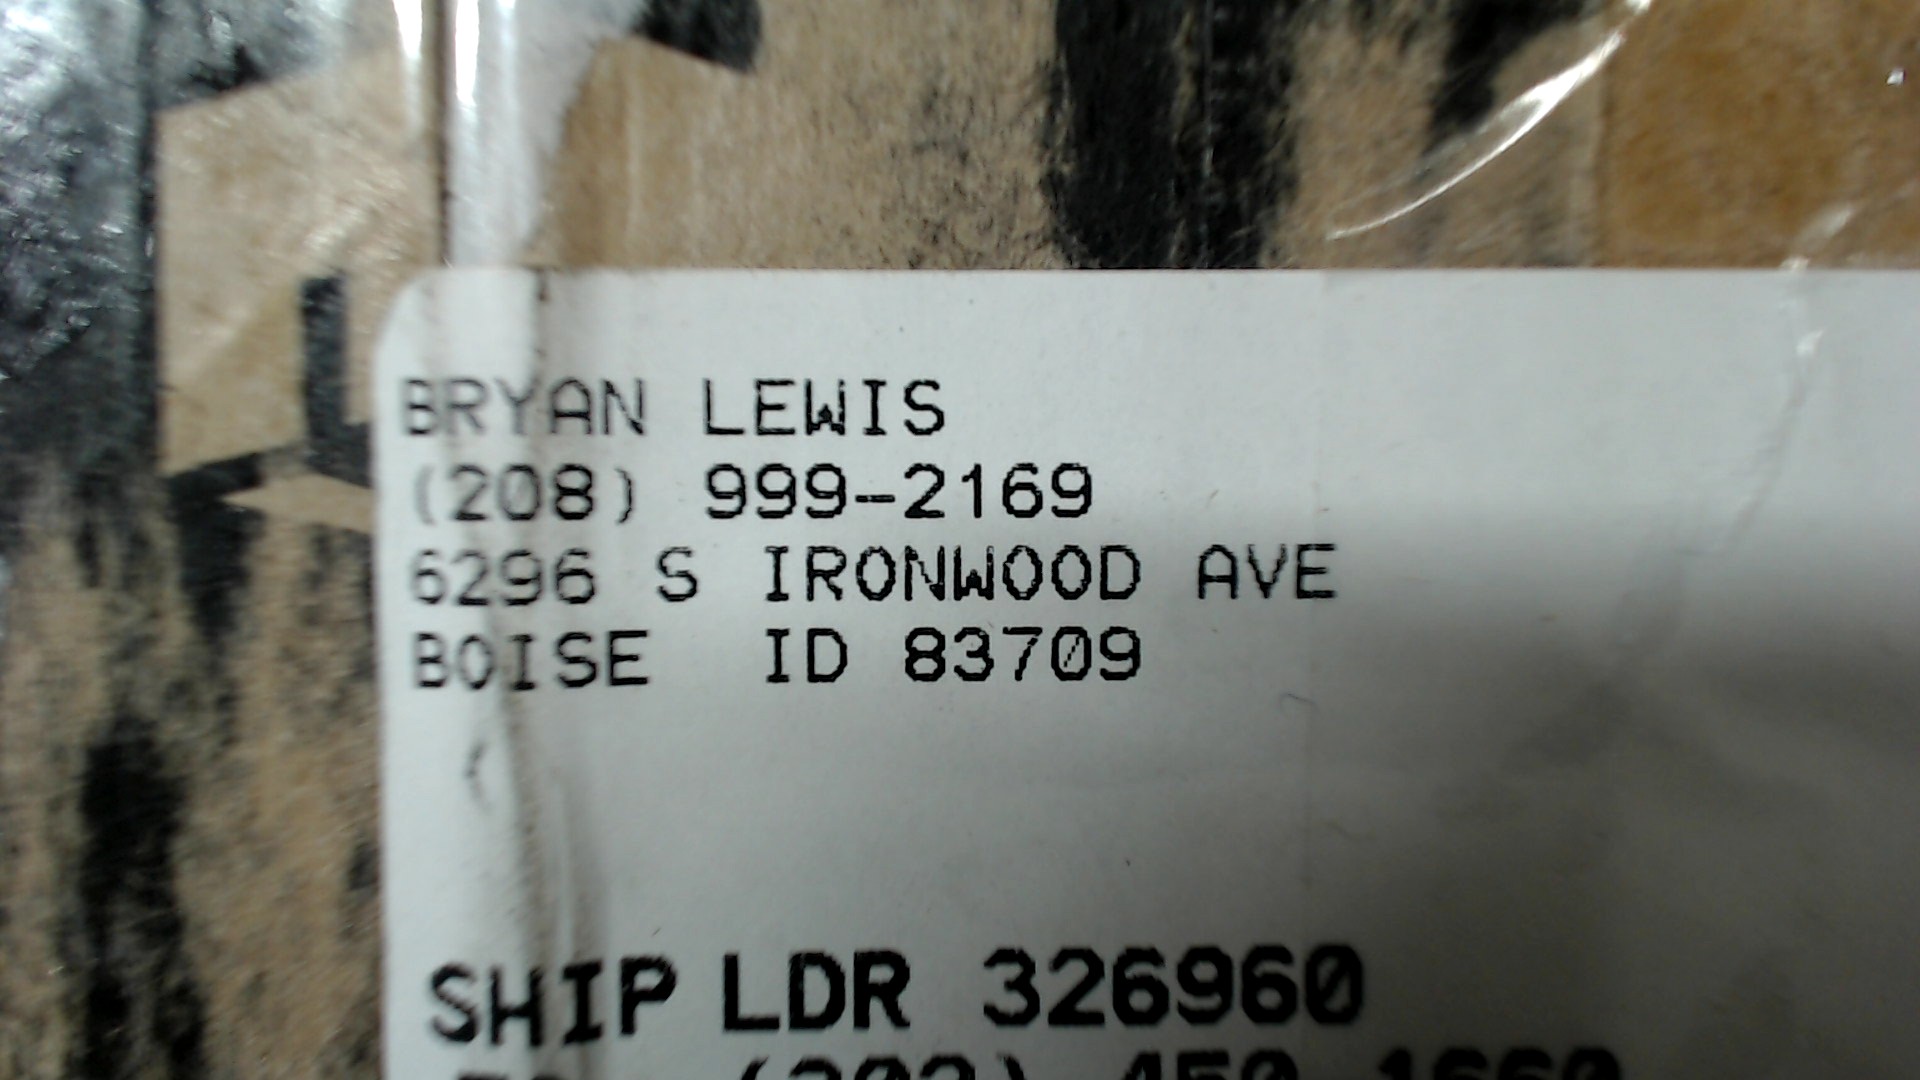 BRYAN LEWIS
(208) 999-2169
6296 S IRONWOOD AVE
BOISE  ID 83709
SHIP LDR 326960